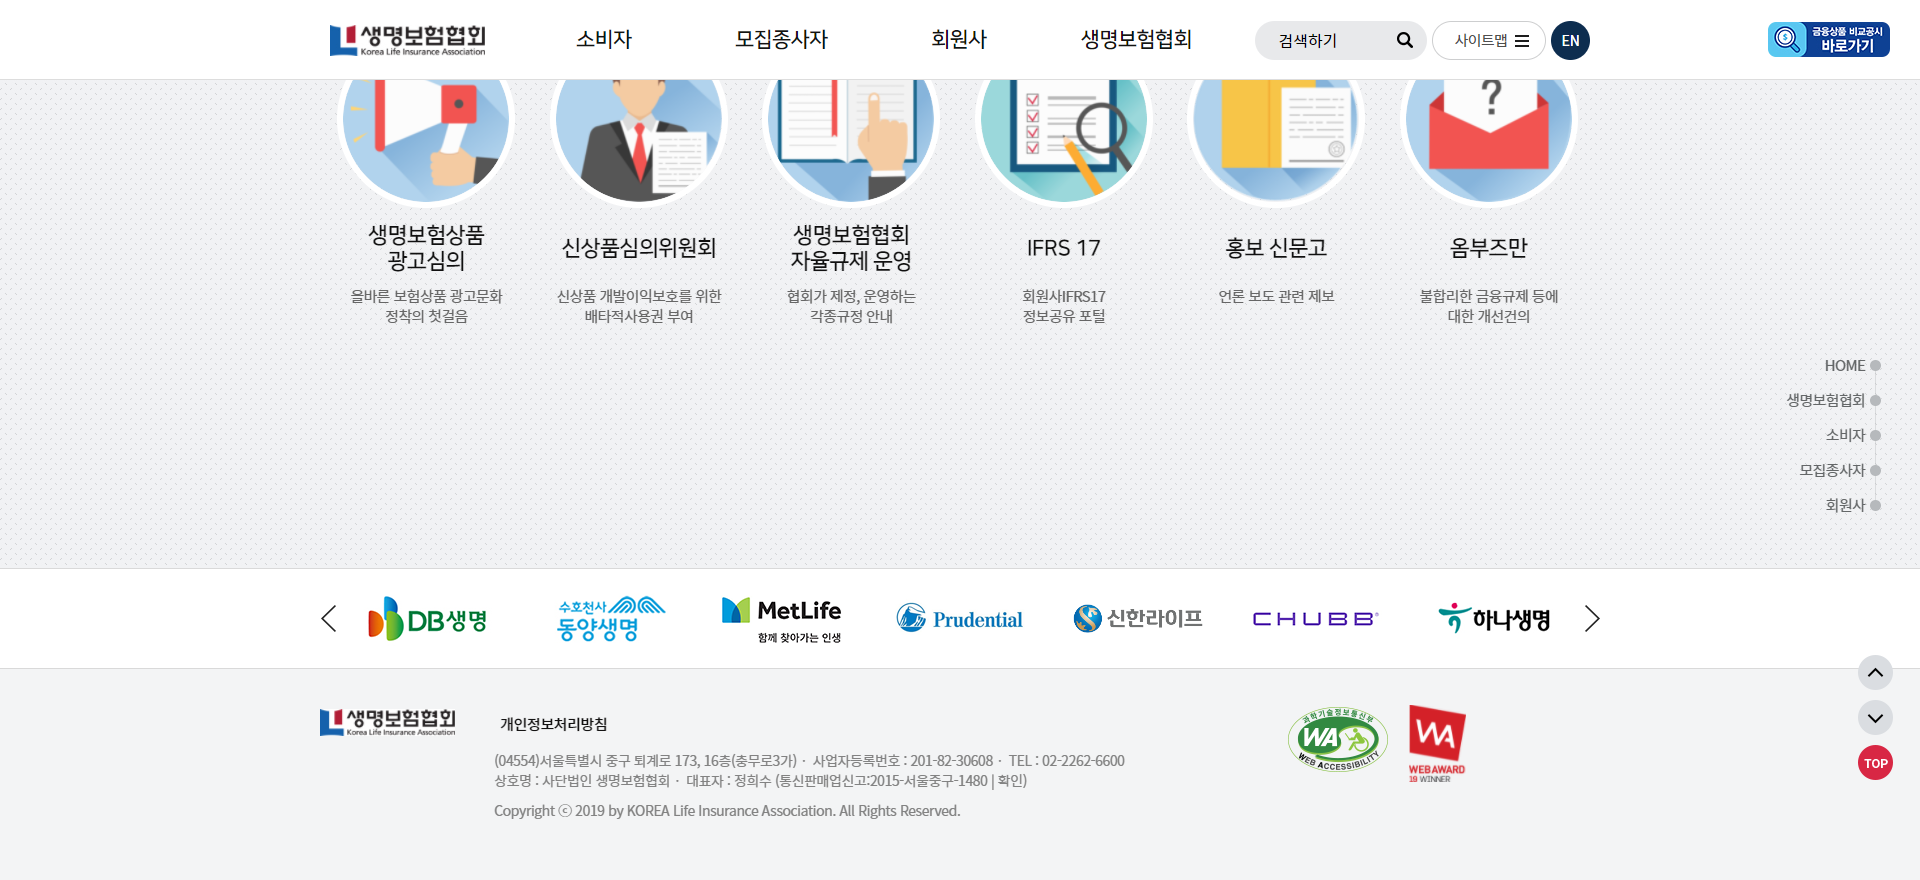 생명보험협회
Korea Life Insurance Association
소비자
모집종사자
회원사
생명보험협회
검색하기
사이트맵
EN
금융상품 비교공시
바로가기
생명보험상품
광고심의
올바른 보험상품 광고문화
정착의 첫걸음
신상품심의위원회
신상품 개발이익보호를 위한
배타적사용권 부여
생명보험협회
자율규제 운영
협회가 제정, 운영하는
각종규정 안내
IFRS 17
회원사IFRS17
정보공유 포털
홍보 신문고
언론 보도 관련 제보
?
옴부즈만
불합리한 금융규제 등에
대한 개선건의
HOME
생명보험협회
소비자
모집종사자
회원사
DB생명
수호천사
동양생명
MetLife
함께 찾아가는 인생
Prudential
신한라이프
CHUBB®
하나생명
생명보험협회
Korea Life Insurance Association
개인정보처리방침
(04554)서울특별시 중구 퇴계로 173, 16층(충무로3가) · 사업자등록번호 : 201-82-30608 · TEL : 02-2262-6600
상호명 : 사단법인 생명보험협회 · 대표자 : 정희수 (통신판매업신고:2015-서울중구-1480 | 확인)
Copyright ⓒ 2019 by KOREA Life Insurance Association. All Rights Reserved.
과학기술정보통신부
WA
WEB ACCESSIBILITY
WA
WEB AWARD
19 WINNER
TOP